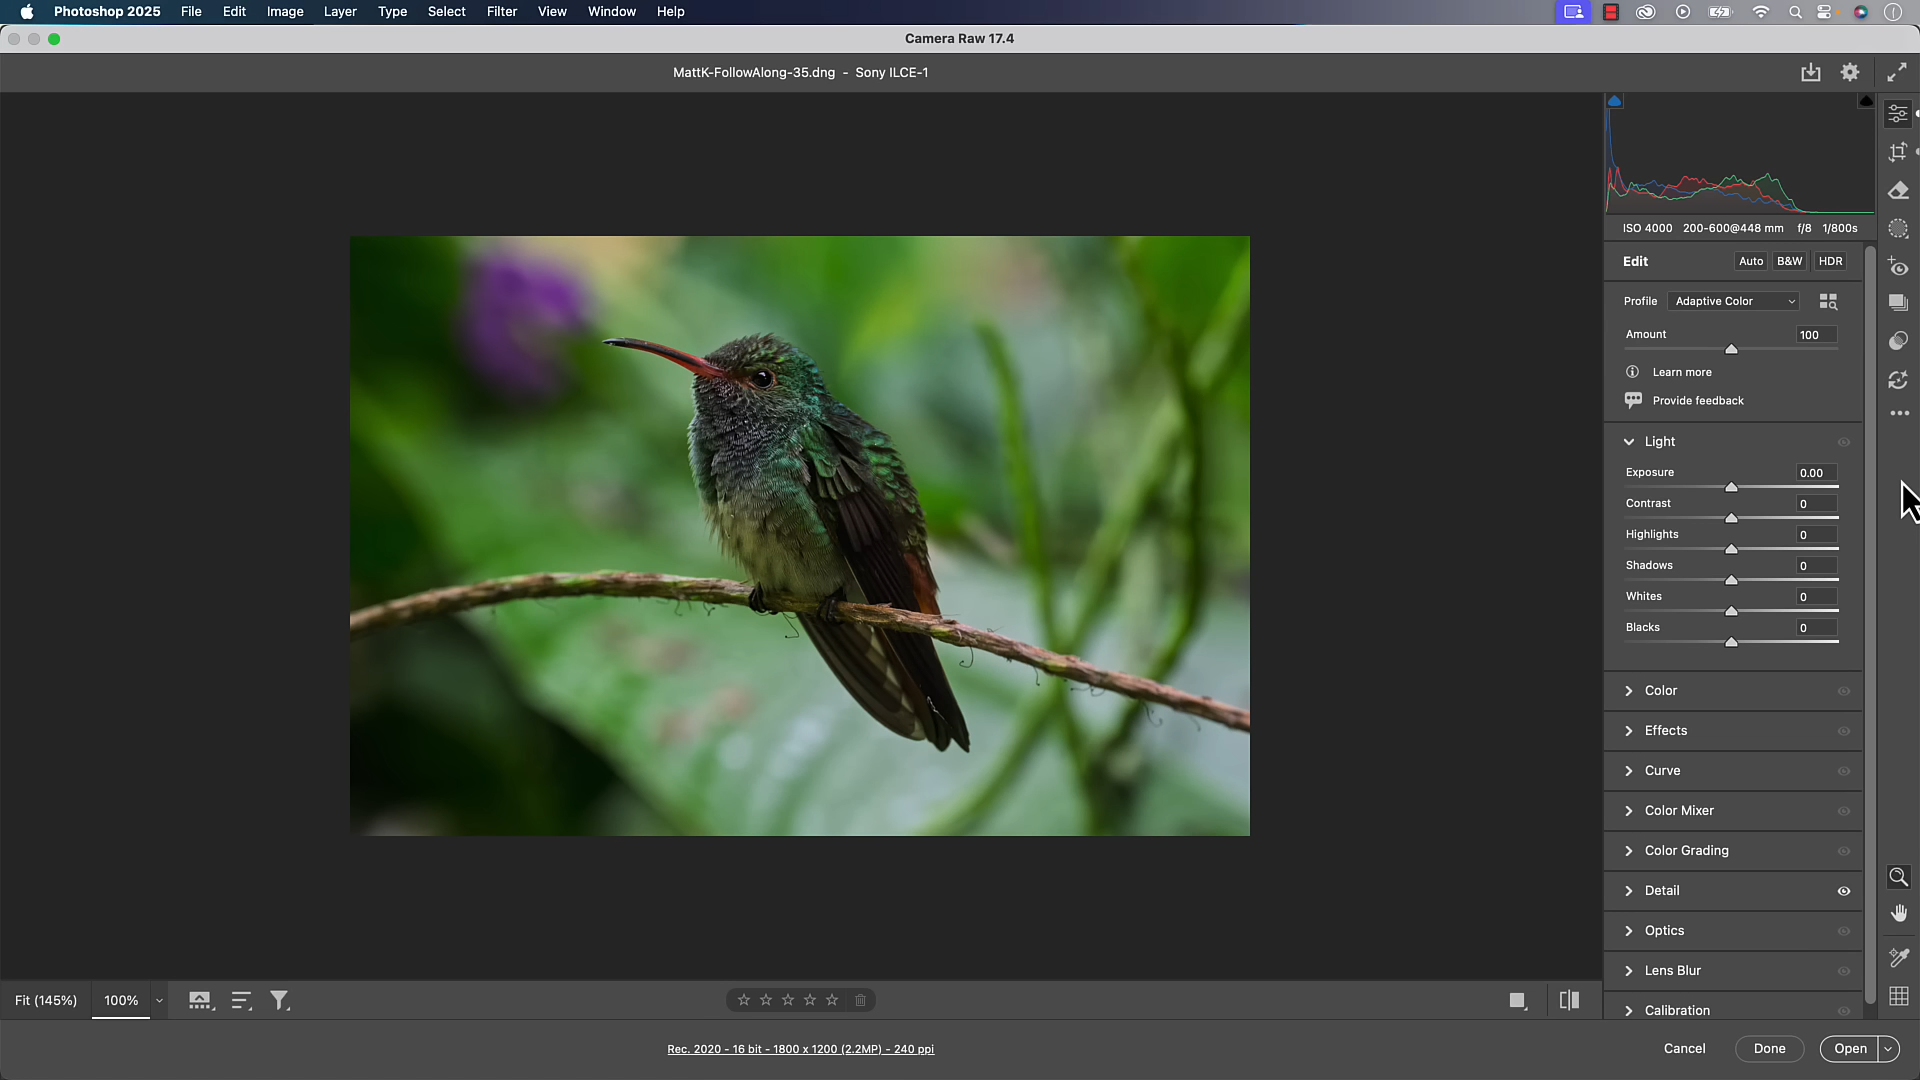 Photoshop 2025 File Edit Image Layer Type Select Filter View Window Help
Camera Raw 17.4
MattK-FollowAlong-35.dng - Sony ILCE-1
ISO 4000 200-600@448 mm f/8 1/800s
Edit Auto B&W HDR
Profile Adaptive Color
Amount 100
Learn more
Provide feedback
Light
Exposure 0.00
Contrast 0
Highlights 0
Shadows 0
Whites 0
Blacks 0
Color
Effects
Curve
Color Mixer
Color Grading
Detail
Optics
Lens Blur
Calibration
Fit (145%) 100%
Rec. 2020 - 16 bit - 1800 x 1200 (2.2MP) - 240 ppi
Cancel Done Open